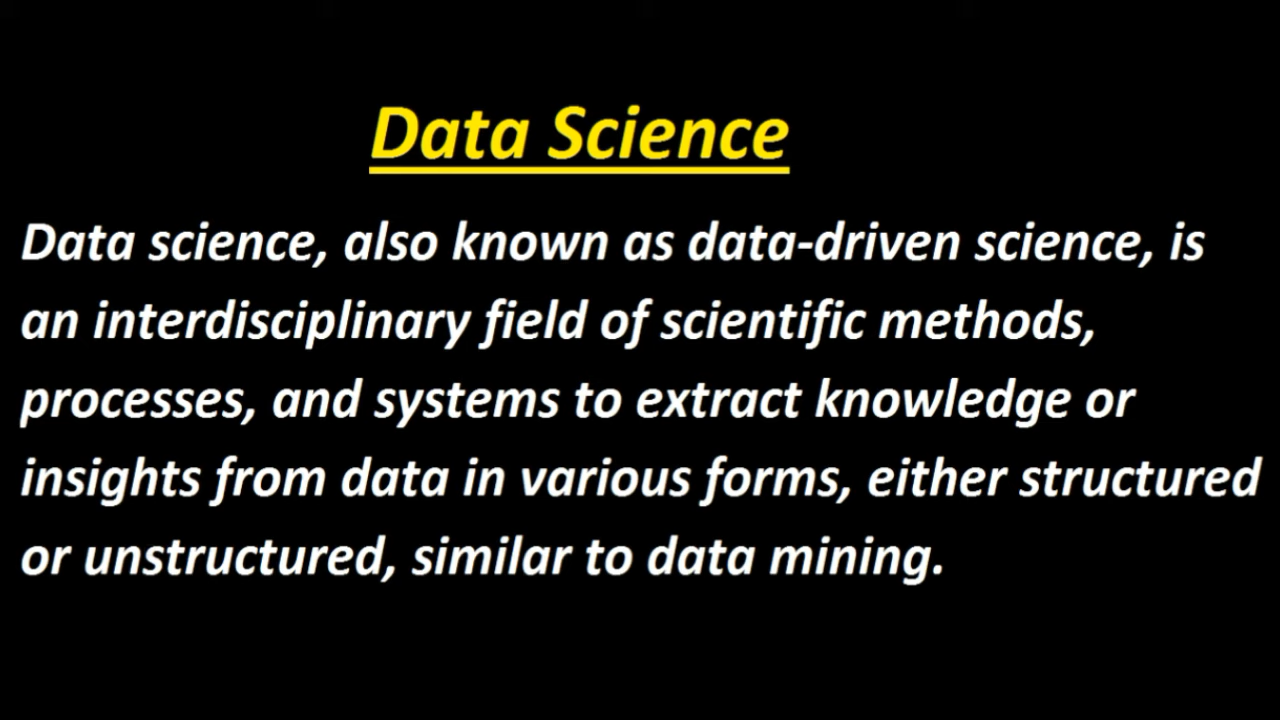 Data Science
Data science, also known as data-driven science, is
an interdisciplinary field of scientific methods,
processes, and systems to extract knowledge or
insights from data in various forms, either structured
or unstructured, similar to data mining.